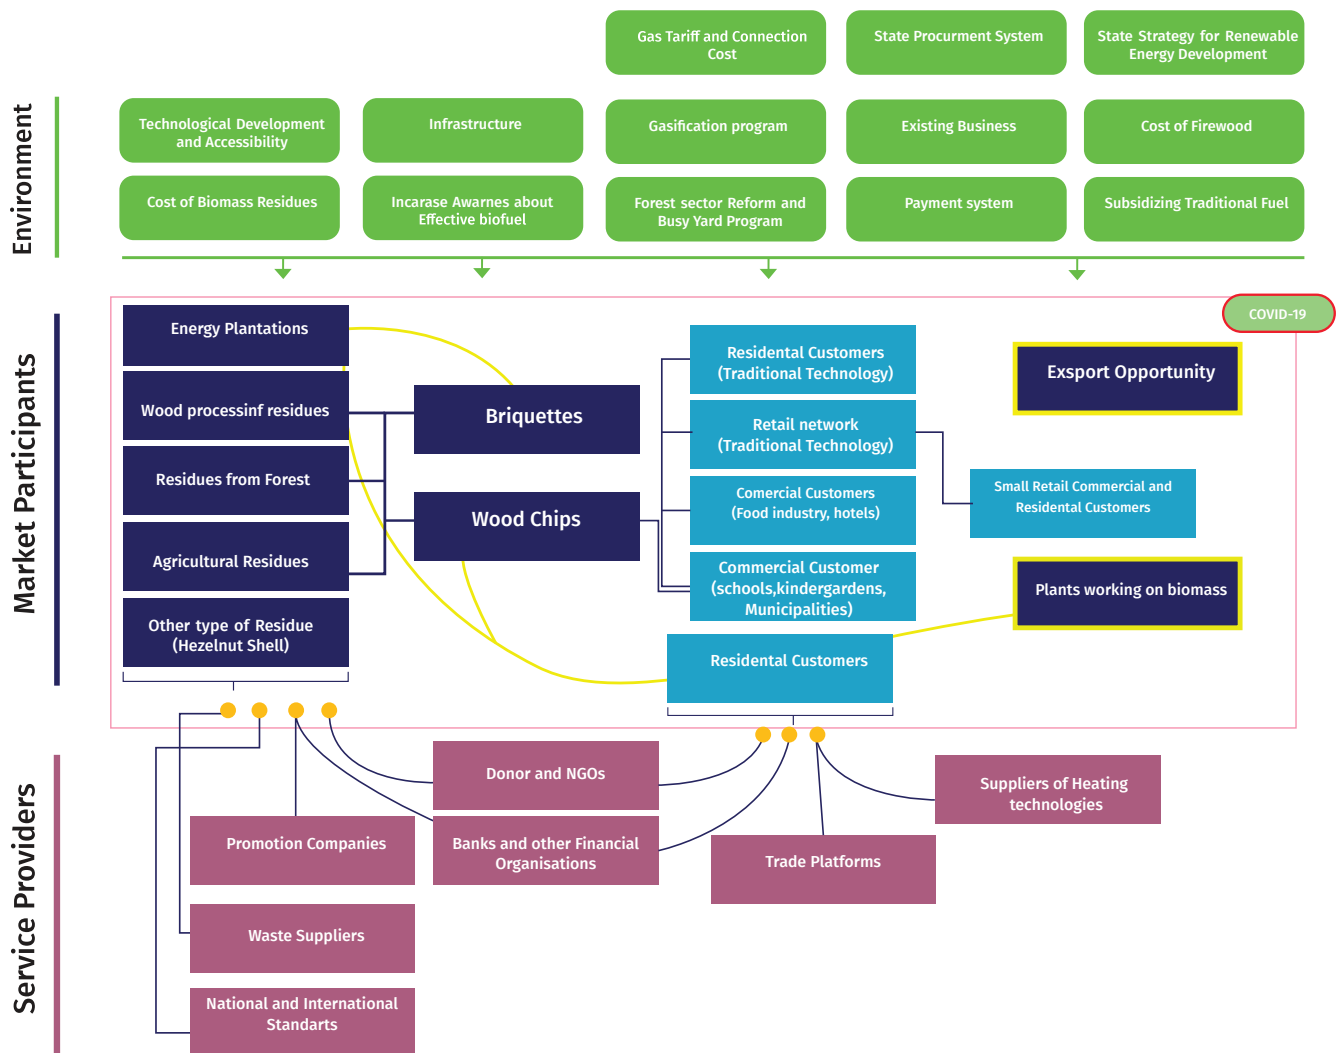 Environment
Gas Tariff and Connection
Cost
State Procurment System
State Strategy for Renewable
Energy Development
Technological Development
and Accessibility
Infrastructure
Gasification program
Existing Business
Cost of Firewood
Cost of Biomass Residues
Incarase Awarnes about
Effective biofuel
Forest sector Reform and
Busy Yard Program
Payment system
Subsidizing Traditional Fuel
Market Participants
COVID-19
Energy Plantations
Wood processinf residues
Residues from Forest
Agricultural Residues
Other type of Residue
(Hezelnut Shell)
Briquettes
Wood Chips
Residental Customers
(Traditional Technology)
Retail network
(Traditional Technology)
Comercial Customers
(Food industry, hotels)
Commercial Customer
(schools,kindergardens,
Municipalities)
Residental Customers
Exsport Opportunity
Small Retail Commercial and
Residental Customers
Plants working on biomass
Service Providers
Donor and NGOs
Suppliers of Heating
technologies
Promotion Companies
Banks and other Financial
Organisations
Trade Platforms
Waste Suppliers
National and International
Standarts